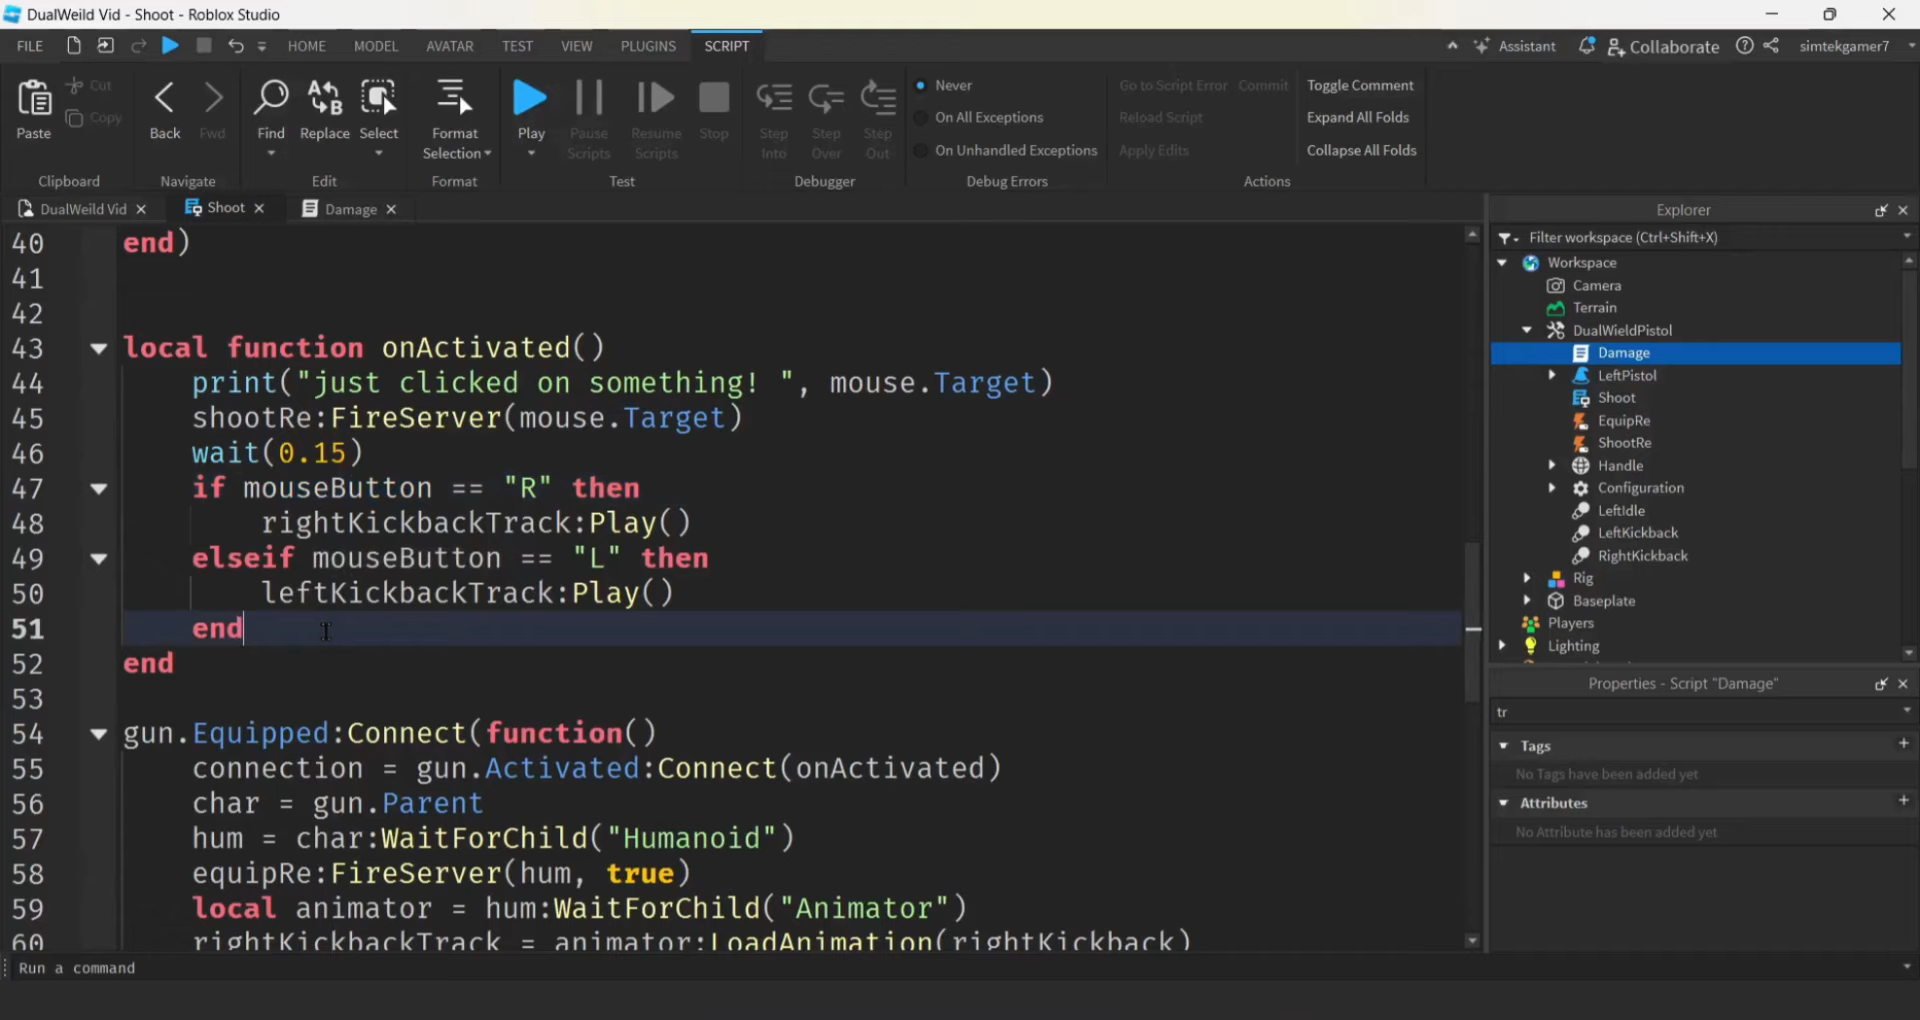 DualWeild Vid - Shoot - Roblox Studio
FILE HOME MODEL AVATAR TEST VIEW PLUGINS SCRIPT Assistant Collaborate simtekgamer7
Paste Cut Copy
Clipboard
Back Fwd
Navigate
Find Replace Select
Edit
Format Selection
Format
Play Pause Scripts Resume Scripts Stop
Test
Step Into Step Over Step Out
Debugger
Never
On All Exceptions
On Unhandled Exceptions
Debug Errors
Go to Script Error Commit Toggle Comment
Reload Script Expand All Folds
Apply Edits Collapse All Folds
Actions
DualWeild Vid Shoot Damage
40 end)
41
42
43 local function onActivated()
44 print("just clicked on something! ", mouse.Target)
45 shootRe:FireServer(mouse.Target)
46 wait(0.15)
47 if mouseButton == "R" then
48 rightKickbackTrack:Play()
49 elseif mouseButton == "L" then
50 leftKickbackTrack:Play()
51 end
52 end
53
54 gun.Equipped:Connect(function()
55 connection = gun.Activated:Connect(onActivated)
56 char = gun.Parent
57 hum = char:WaitForChild("Humanoid")
58 equipRe:FireServer(hum, true)
59 local animator = hum:WaitForChild("Animator")
60 rightKickbackTrack = animator:LoadAnimation(rightKickback)
Run a command
Explorer
Filter workspace (Ctrl+Shift+X)
Workspace
Camera
Terrain
DualWieldPistol
Damage
LeftPistol
Shoot
EquipRe
ShootRe
Handle
Configuration
LeftIdle
LeftKickback
RightKickback
Rig
Baseplate
Players
Lighting
Properties - Script "Damage"
tr
Tags
No Tags have been added yet
Attributes
No Attribute has been added yet